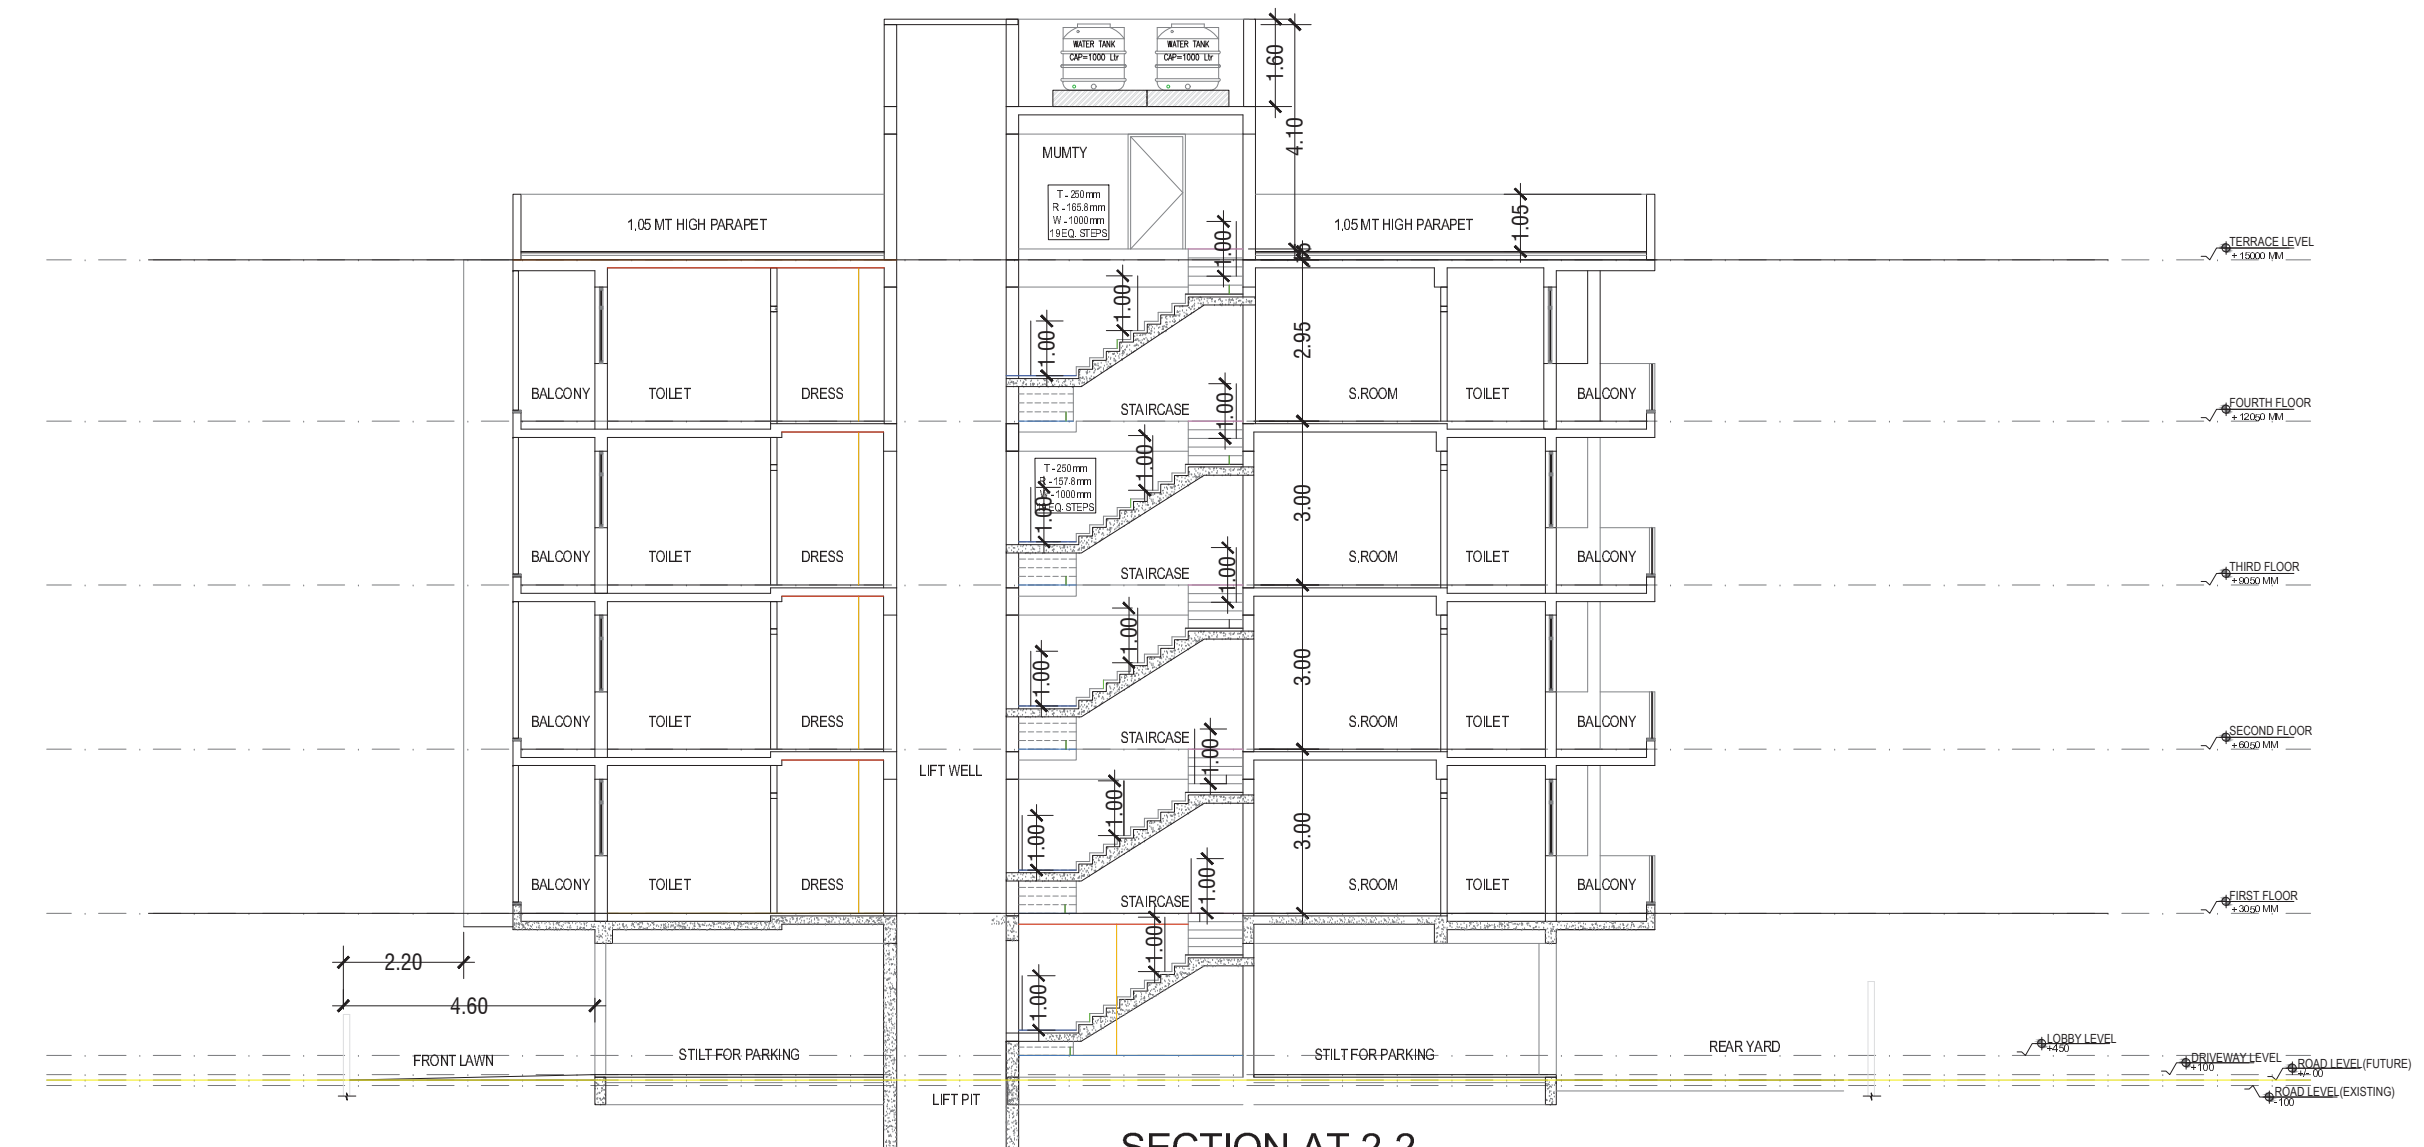 WATER TANK
CAP=1000 Ltr
WATER TANK
CAP=1000 Ltr
1.60
4.10
MUMTY
T - 250mm
R - 165.8mm
W - 1000mm
19EQ. STEPS
1,05 MT HIGH PARAPET
1,05 MT HIGH PARAPET
1.05
1.00
TERRACE LEVEL
+15000 MM
1.00
1.00
2.95
BALCONY
TOILET
DRESS
S.ROOM
TOILET
BALCONY
STAIRCASE
1.00
FOURTH FLOOR
+12050 MM
1.00
T - 250mm
R - 157.8mm
W - 1000mm
EQ. STEPS
1.00
3.00
BALCONY
TOILET
DRESS
S,ROOM
TOILET
BALCONY
STAIRCASE
1.00
THIRD FLOOR
+9050 MM
1.00
1.00
3.00
BALCONY
TOILET
DRESS
S.ROOM
TOILET
BALCONY
STAIRCASE
1.00
SECOND FLOOR
+6050 MM
LIFT WELL
1.00
1.00
3.00
BALCONY
TOILET
DRESS
S,ROOM
TOILET
BALCONY
STAIRCASE
1.00
FIRST FLOOR
+3050 MM
1.00
2.20
4.60
1.00
FRONT LAWN
STILT FOR PARKING
STILT FOR PARKING
REAR YARD
LOBBY LEVEL
+450
DRIVEWAY LEVEL
+100
ROAD LEVEL(FUTURE)
+/- 00
ROAD LEVEL(EXISTING)
-100
LIFT PIT
SECTION AT 2-2